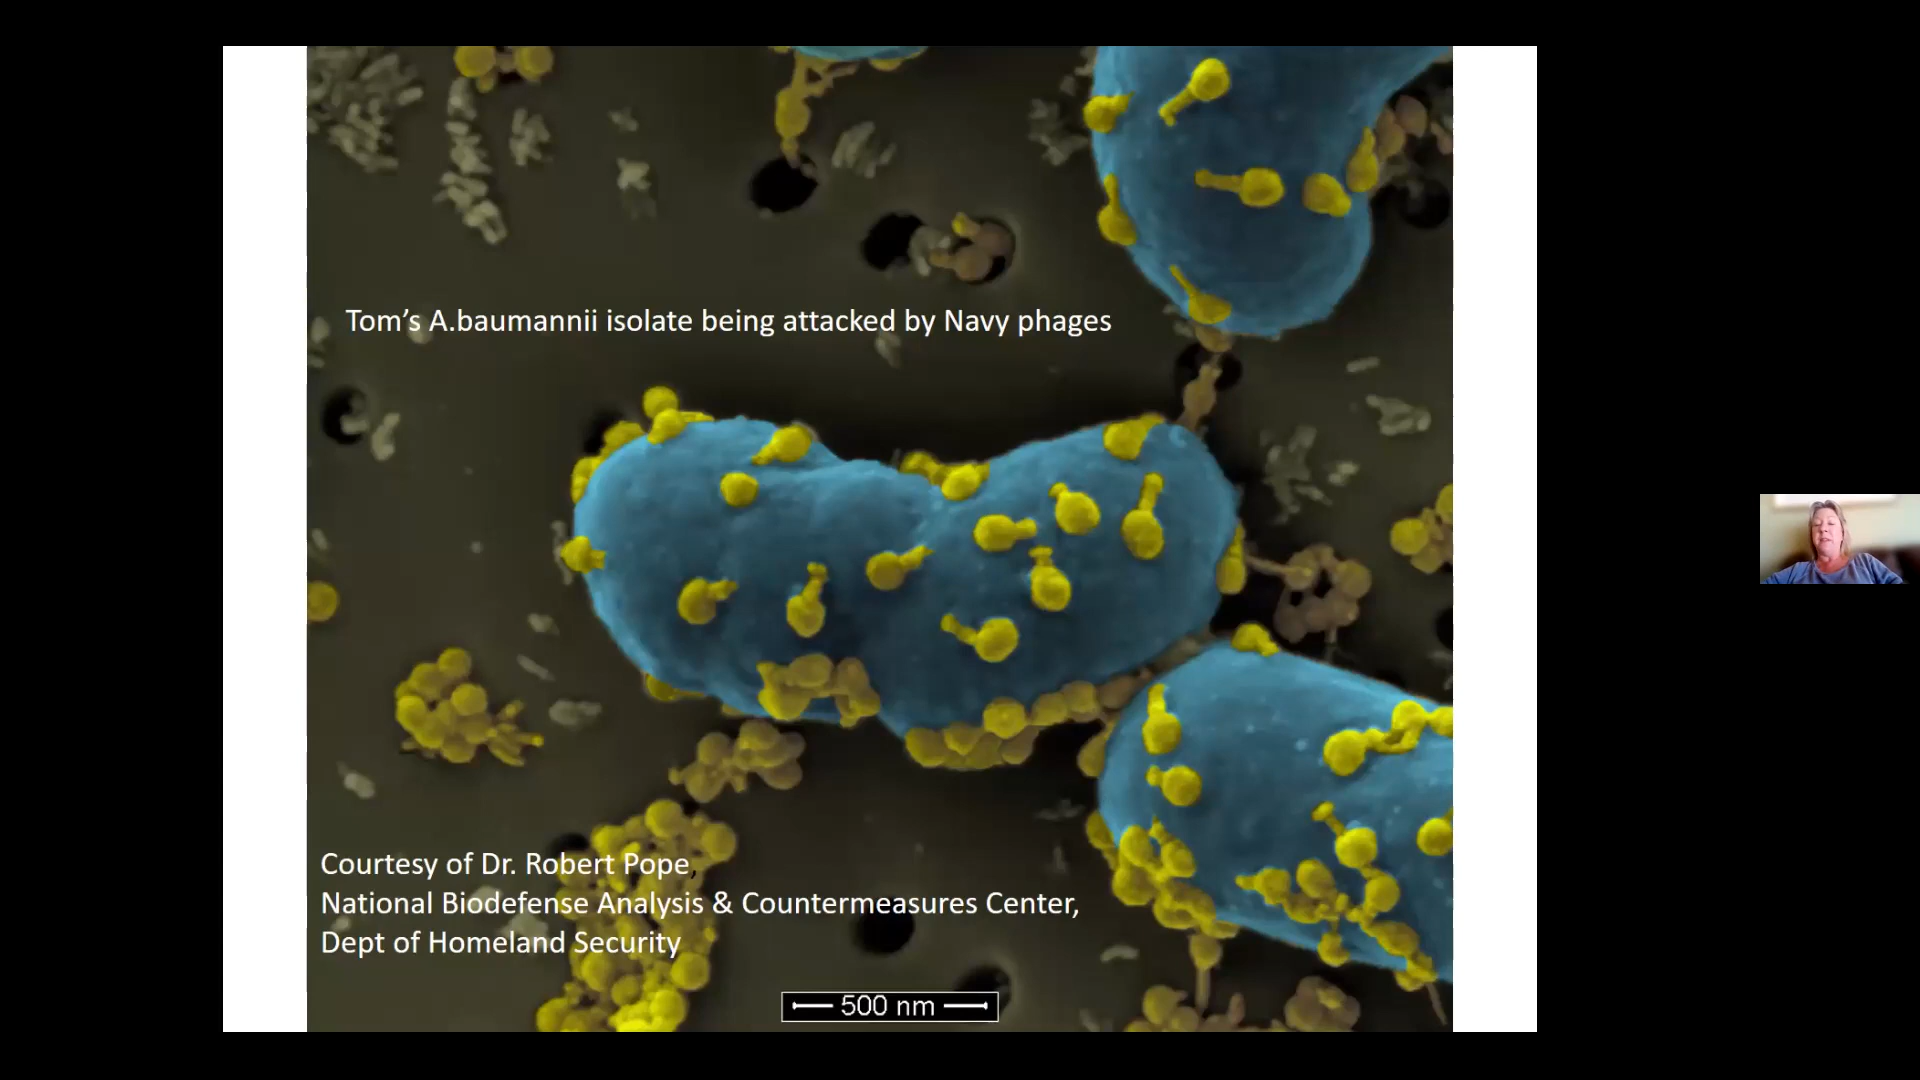 Tom’s A.baumannii isolate being attacked by Navy phages
Courtesy of Dr. Robert Pope,
National Biodefense Analysis & Countermeasures Center,
Dept of Homeland Security
500 nm